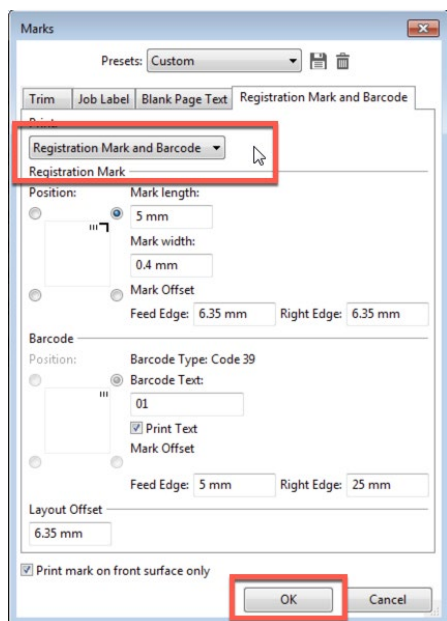 Marks
Presets: Custom
Trim Job Label Blank Page Text Registration Mark and Barcode
Print
Registration Mark and Barcode
Registration Mark
Position: Mark length:
5 mm
Mark width:
0.4 mm
Mark Offset
Feed Edge: 6.35 mm Right Edge: 6.35 mm
Barcode
Position: Barcode Type: Code 39
Barcode Text:
01
Print Text
Mark Offset
Feed Edge: 5 mm Right Edge: 25 mm
Layout Offset
6.35 mm
Print mark on front surface only
OK Cancel